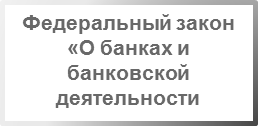 Федеральный закон
«О банках и
банковской
деятельности